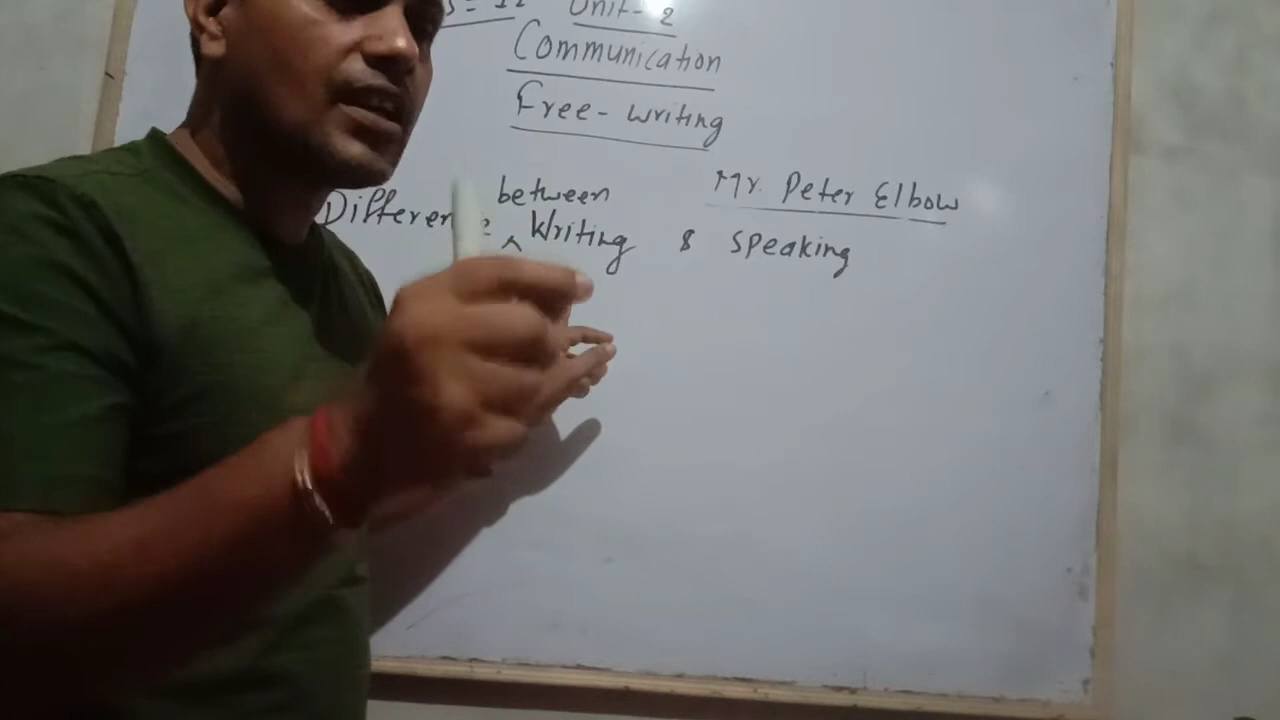 Unit- 2
Communication
Free-writing
Mr. Peter Elbow
between
Writing & speaking